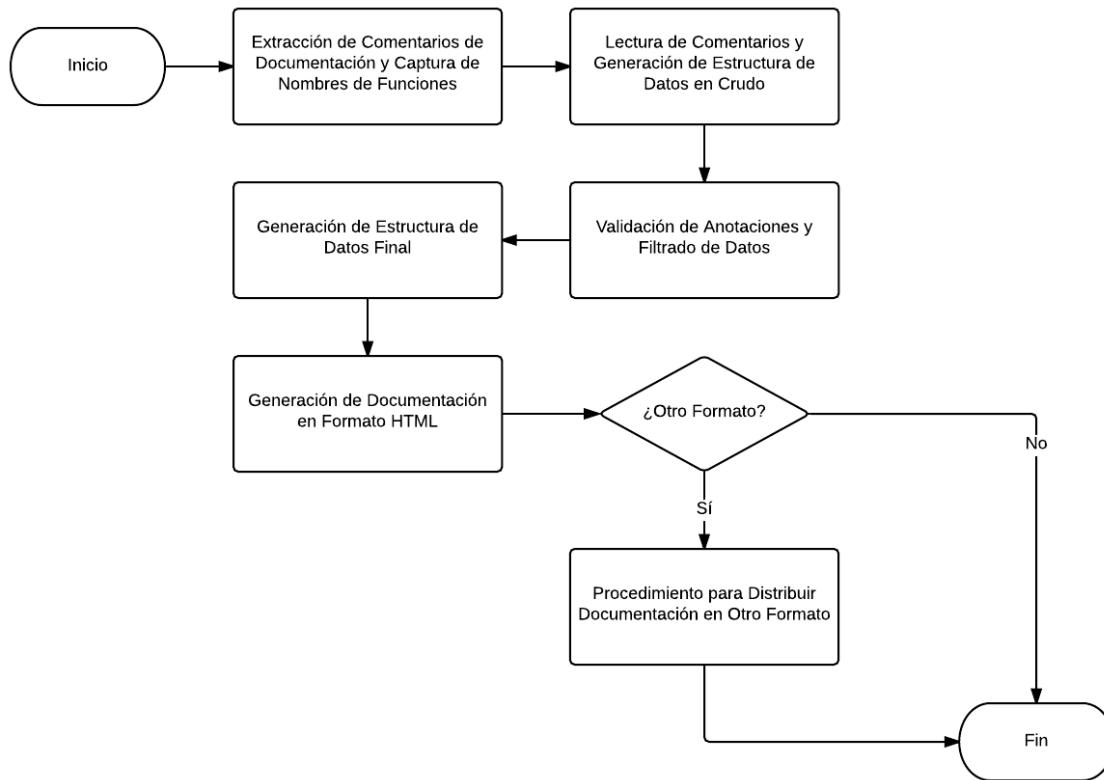 Inicio
Extracción de Comentarios de
Documentación y Captura de
Nombres de Funciones
Lectura de Comentarios y
Generación de Estructura de
Datos en Crudo
Validación de Anotaciones y
Filtrado de Datos
Generación de Estructura de
Datos Final
Generación de Documentación
en Formato HTML
¿Otro Formato?
No
Sí
Procedimiento para Distribuir
Documentación en Otro Formato
Fin